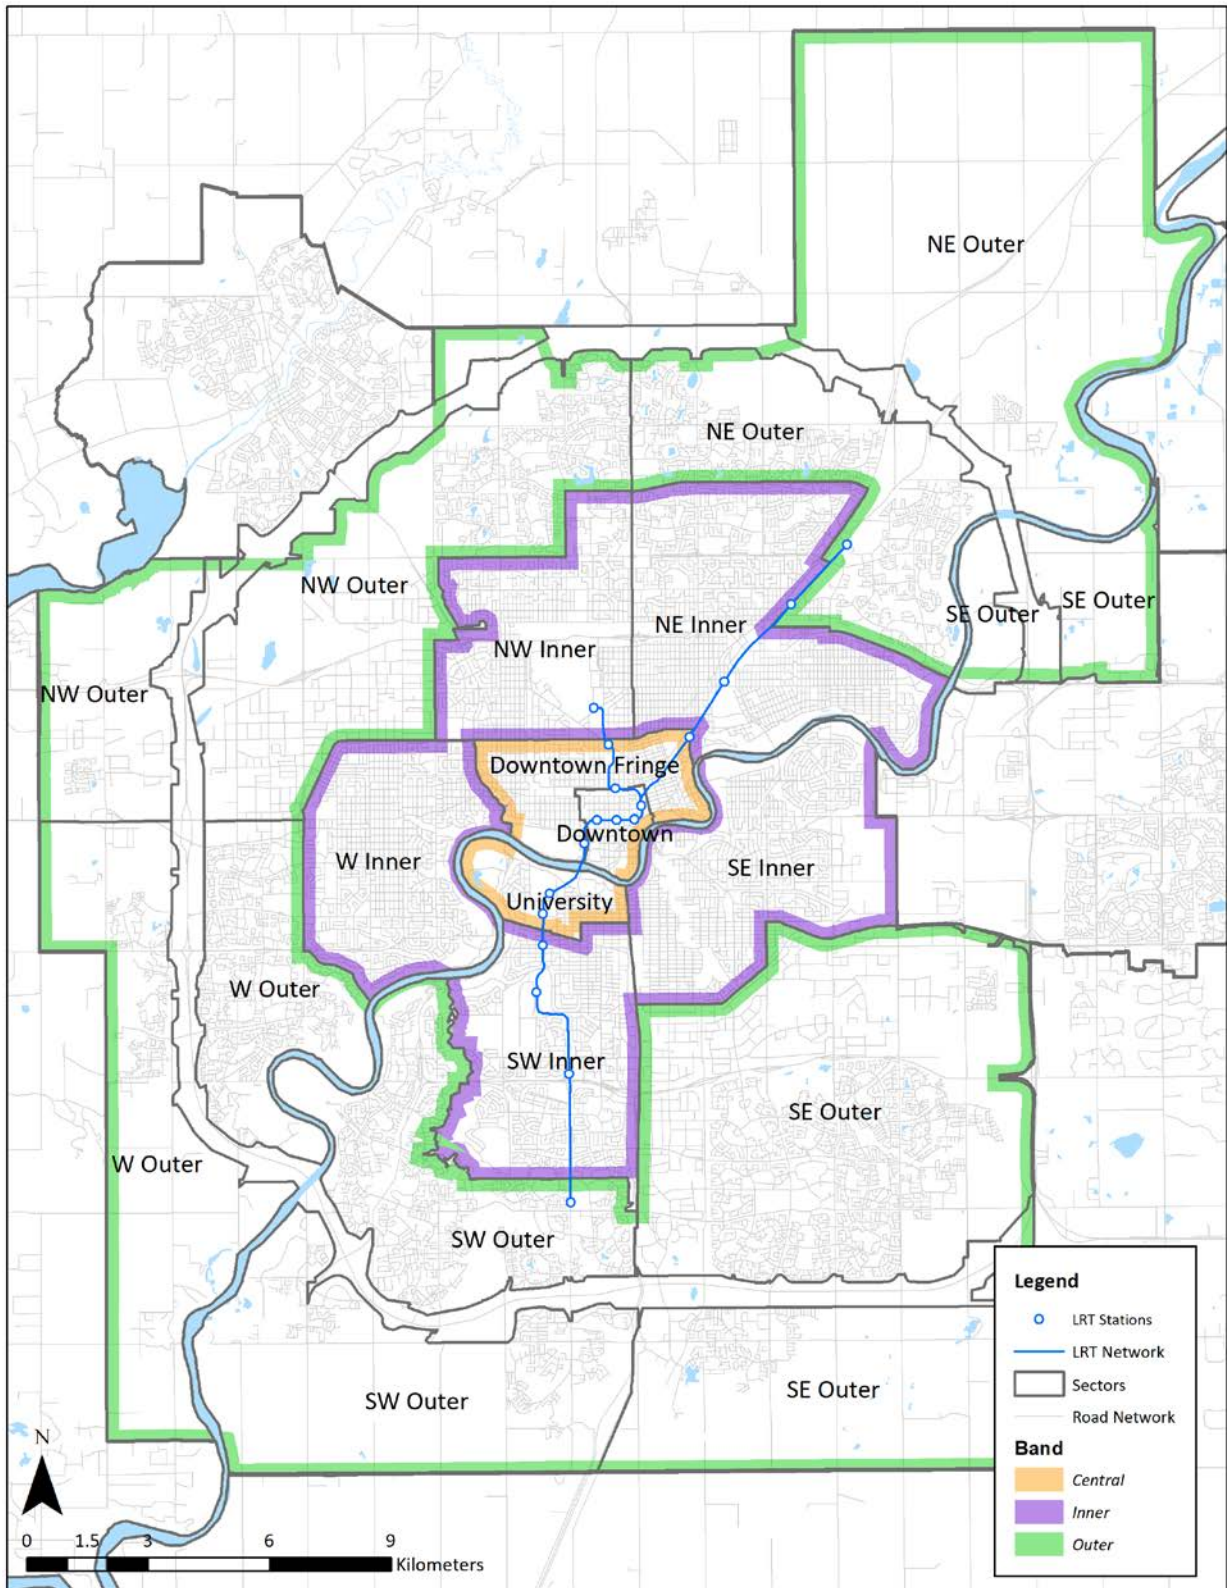 NE Outer
NE Outer
NW Outer
SE Outer
SE Outer
NE Inner
NW Inner
NW Outer
Downtown Fringe
Downtown
W Inner
SE Inner
University
W Outer
SW Inner
SE Outer
W Outer
SW Outer
SE Outer
SW Outer
Legend
LRT Stations
LRT Network
Sectors
Road Network
Band
Central
Inner
Outer
N
0 1.5 3 6 9
Kilometers